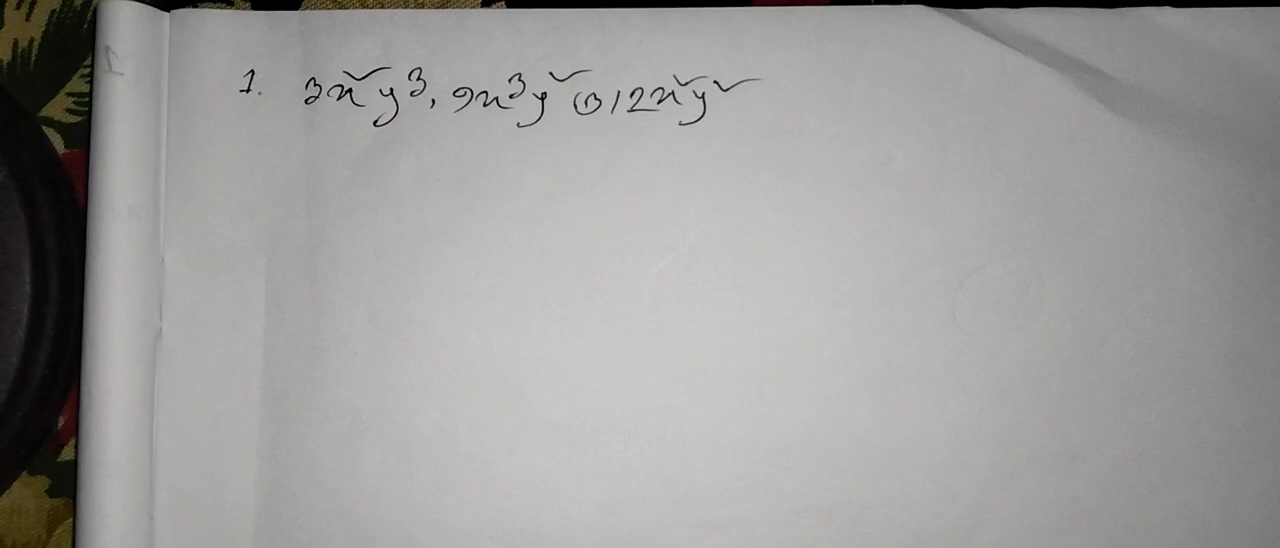 1. 3x²y³, 9x³y² ও 12x²y²